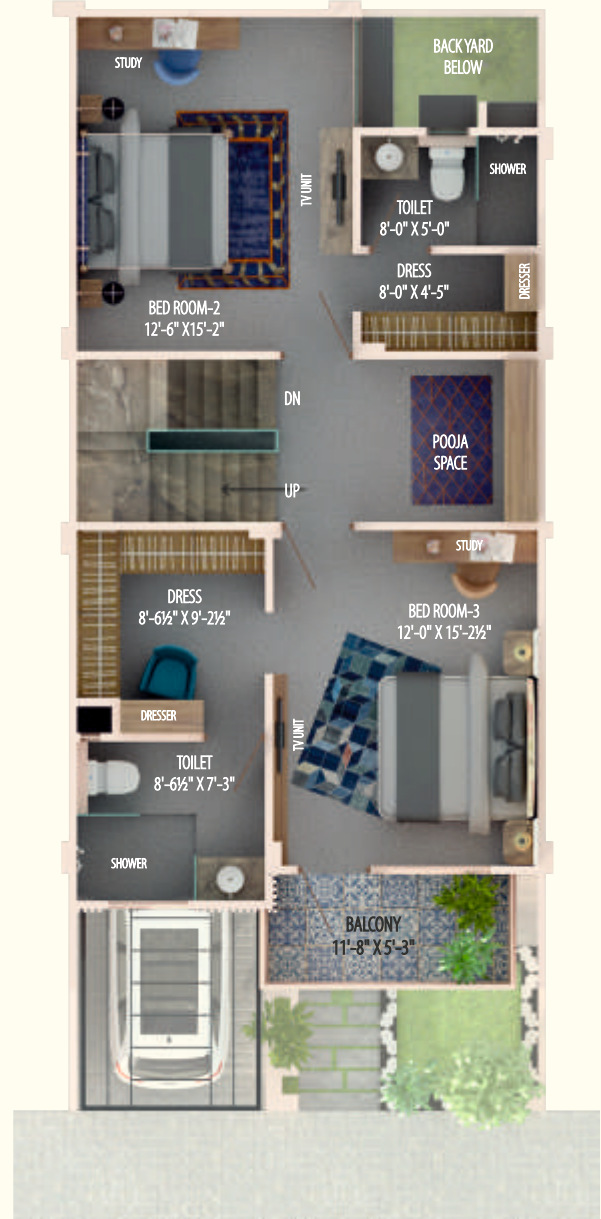 STUDY
BACK YARD
BELOW
SHOWER
TV UNIT
TOILET
8'-0" X 5'-0"
DRESS
8'-0" X 4'-5"
DRESSER
BED ROOM-2
12'-6" X15'-2"
DN
POOJA
SPACE
UP
STUDY
DRESS
8'-6½" X 9'-2½"
BED ROOM-3
12'-0" X 15'-2½"
DRESSER
TV UNIT
TOILET
8'-6½" X 7'-3"
SHOWER
BALCONY
11'-8" X 5'-3"